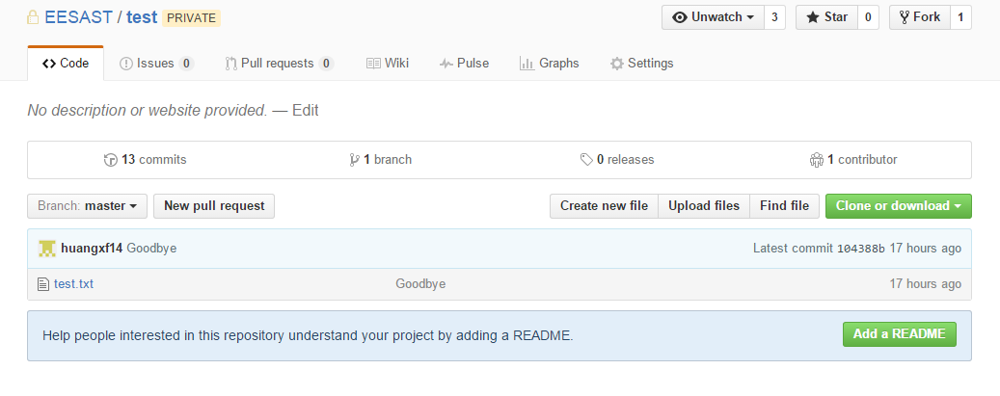 EESAST / test PRIVATE Unwatch 3 Star 0 Fork 1
Code Issues 0 Pull requests 0 Wiki Pulse Graphs Settings
No description or website provided. — Edit
13 commits 1 branch 0 releases 1 contributor
Branch: master New pull request Create new file Upload files Find file Clone or download
huangxf14 Goodbye Latest commit 104388b 17 hours ago
test.txt Goodbye 17 hours ago
Help people interested in this repository understand your project by adding a README. Add a README